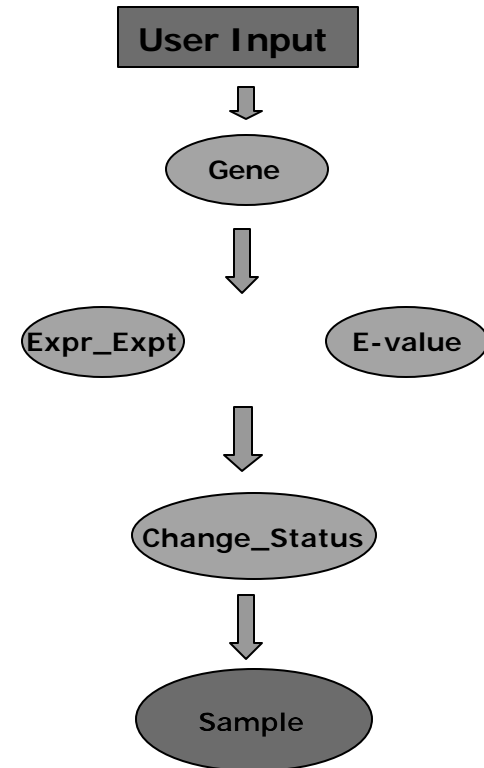 User Input
Gene
Expr_Expt
E-value
Change_Status
Sample